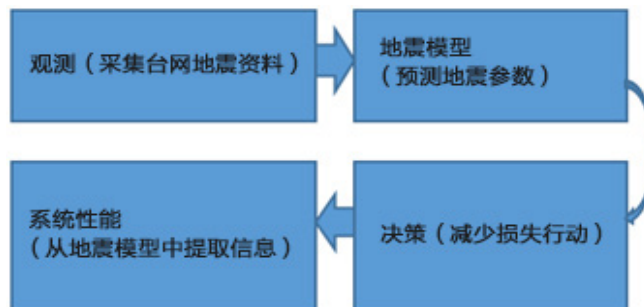 观测（采集台网地震资料）
地震模型
（预测地震参数）
系统性能
（从地震模型中提取信息）
决策（减少损失行动）